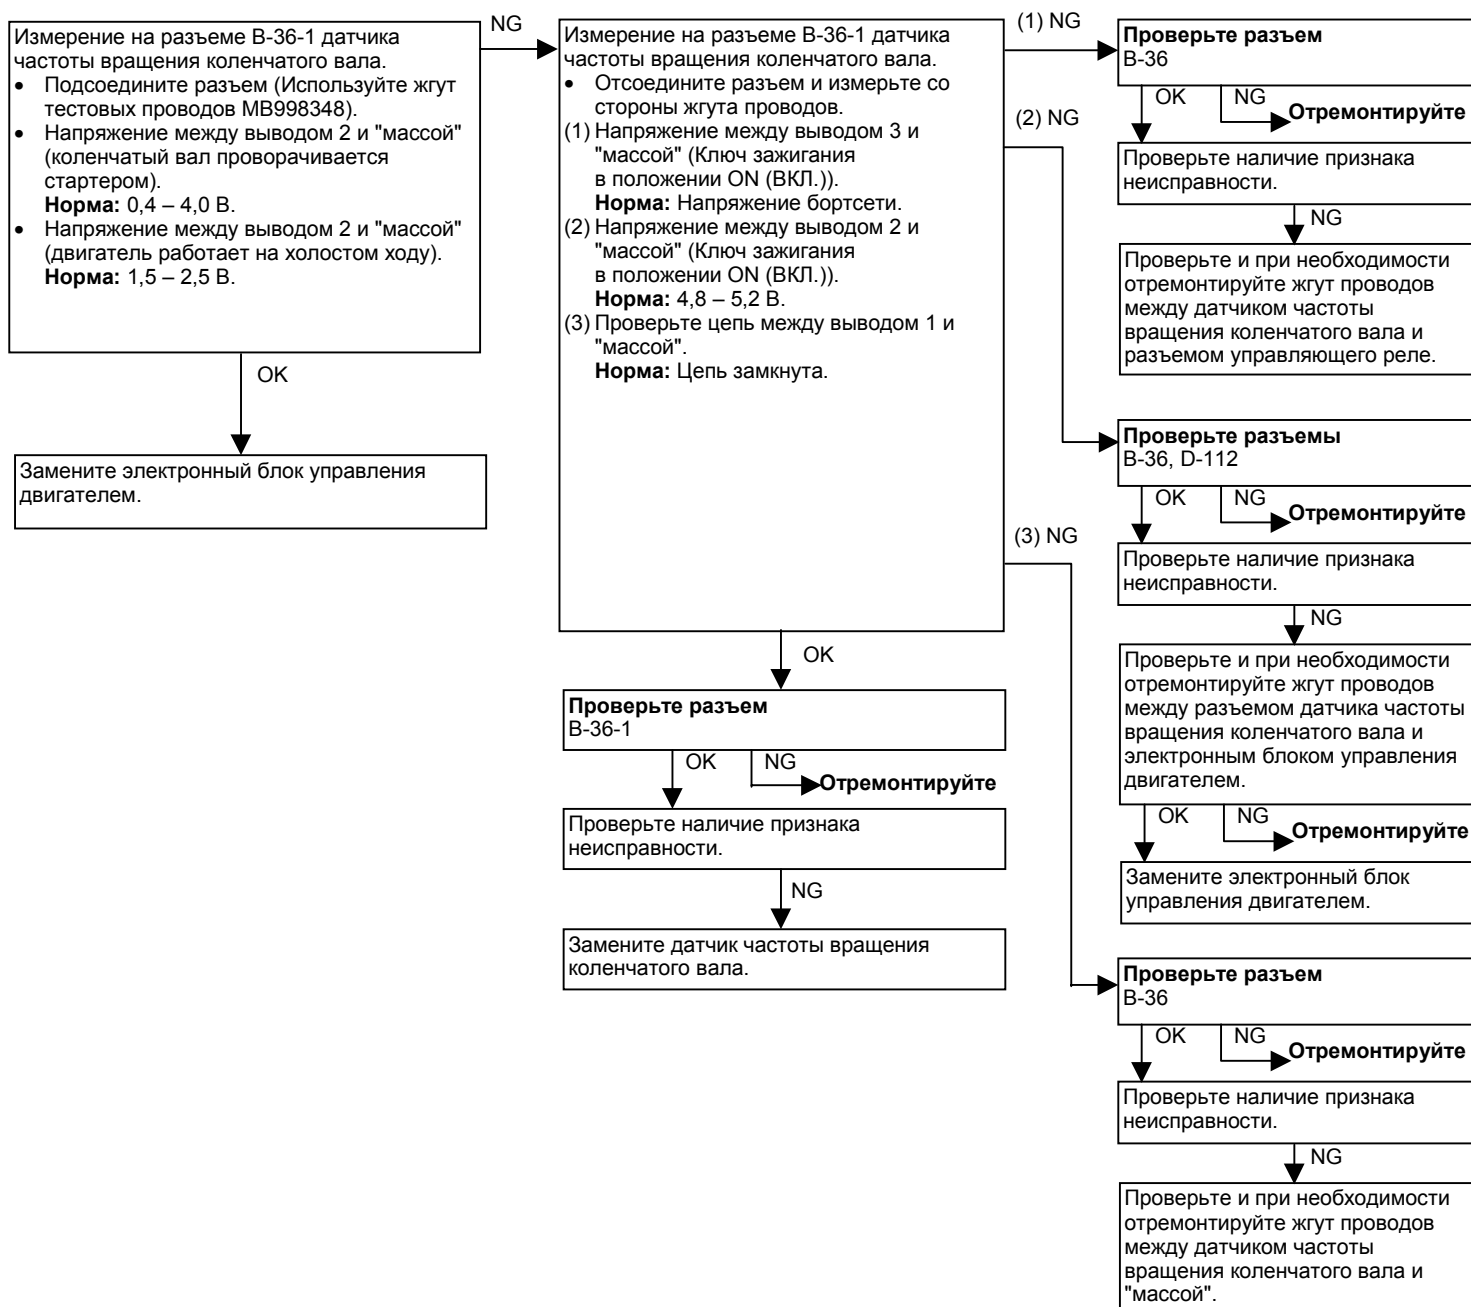 Измерение на разъеме B-36-1 датчика
частоты вращения коленчатого вала.
• Подсоедините разъем (Используйте жгут
тестовых проводов MB998348).
• Напряжение между выводом 2 и "массой"
(коленчатый вал проворачивается
стартером).
Норма: 0,4 – 4,0 В.
• Напряжение между выводом 2 и "массой"
(двигатель работает на холостом ходу).
Норма: 1,5 – 2,5 В.
NG
OK
Замените электронный блок управления
двигателем.
Измерение на разъеме B-36-1 датчика
частоты вращения коленчатого вала.
• Отсоедините разъем и измерьте со
стороны жгута проводов.
(1) Напряжение между выводом 3 и
"массой" (Ключ зажигания
в положении ON (ВКЛ.)).
Норма: Напряжение бортсети.
(2) Напряжение между выводом 2 и
"массой" (Ключ зажигания
в положении ON (ВКЛ.)).
Норма: 4,8 – 5,2 В.
(3) Проверьте цепь между выводом 1 и
"массой".
Норма: Цепь замкнута.
OK
Проверьте разъем
B-36-1
OK
NG
Отремонтируйте
Проверьте наличие признака
неисправности.
NG
Замените датчик частоты вращения
коленчатого вала.
(1) NG
Проверьте разъем
B-36
OK
NG
Отремонтируйте
Проверьте наличие признака
неисправности.
NG
Проверьте и при необходимости
отремонтируйте жгут проводов
между датчиком частоты
вращения коленчатого вала и
разъемом управляющего реле.
(2) NG
Проверьте разъемы
B-36, D-112
OK
NG
Отремонтируйте
Проверьте наличие признака
неисправности.
NG
Проверьте и при необходимости
отремонтируйте жгут проводов
между разъемом датчика частоты
вращения коленчатого вала и
электронным блоком управления
двигателем.
OK
NG
Отремонтируйте
Замените электронный блок
управления двигателем.
(3) NG
Проверьте разъем
B-36
OK
NG
Отремонтируйте
Проверьте наличие признака
неисправности.
NG
Проверьте и при необходимости
отремонтируйте жгут проводов
между датчиком частоты
вращения коленчатого вала и
"массой".